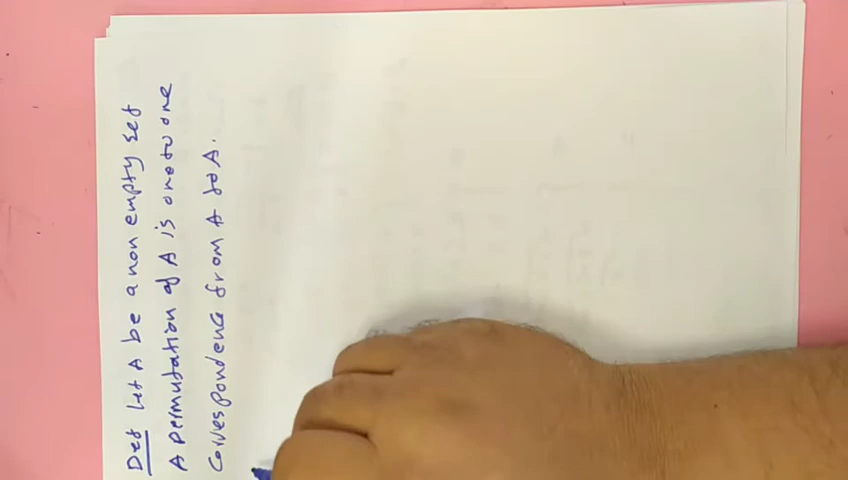 Def let A be a non empty set
A permutation of A is one to one
Correspondence from A to A.